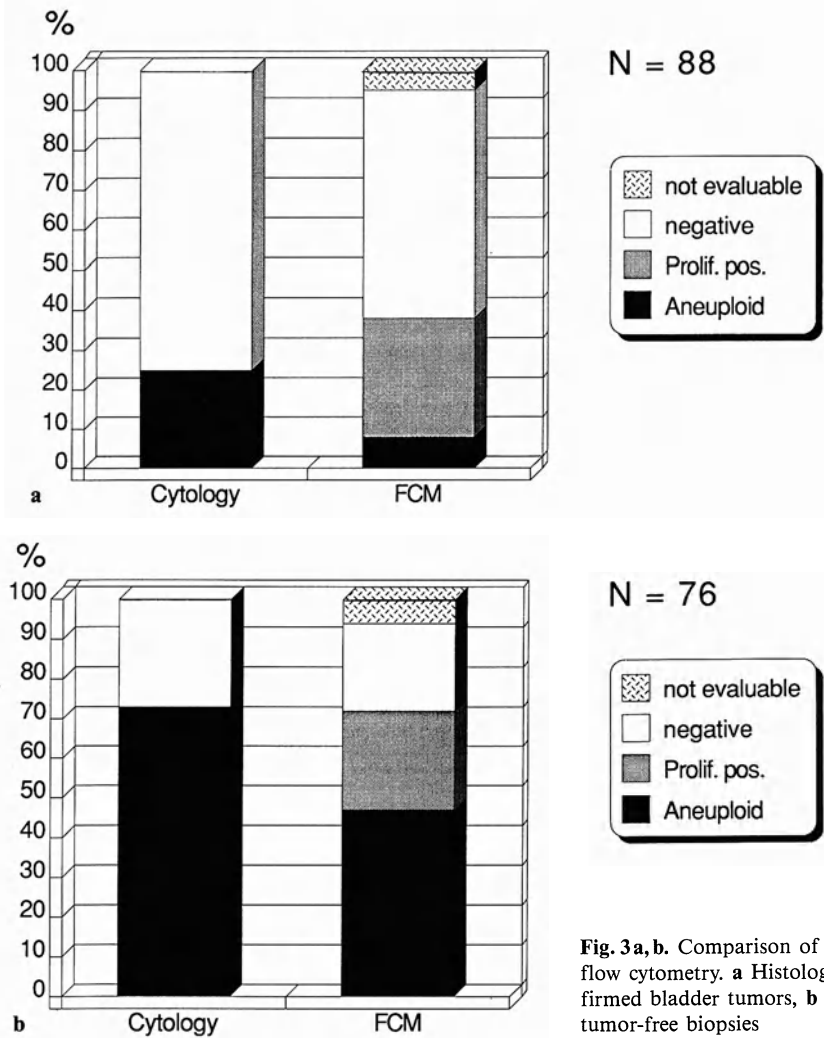 %
100
90
80
70
60
50
40
30
20
10
0
Cytology FCM
a
N = 88
not evaluable
negative
Prolif. pos.
Aneuploid
%
100
90
80
70
60
50
40
30
20
10
0
Cytology FCM
b
N = 76
not evaluable
negative
Prolif. pos.
Aneuploid
Fig. 3a, b. Comparison of
flow cytometry. a Histolog
firmed bladder tumors, b
tumor-free biopsies